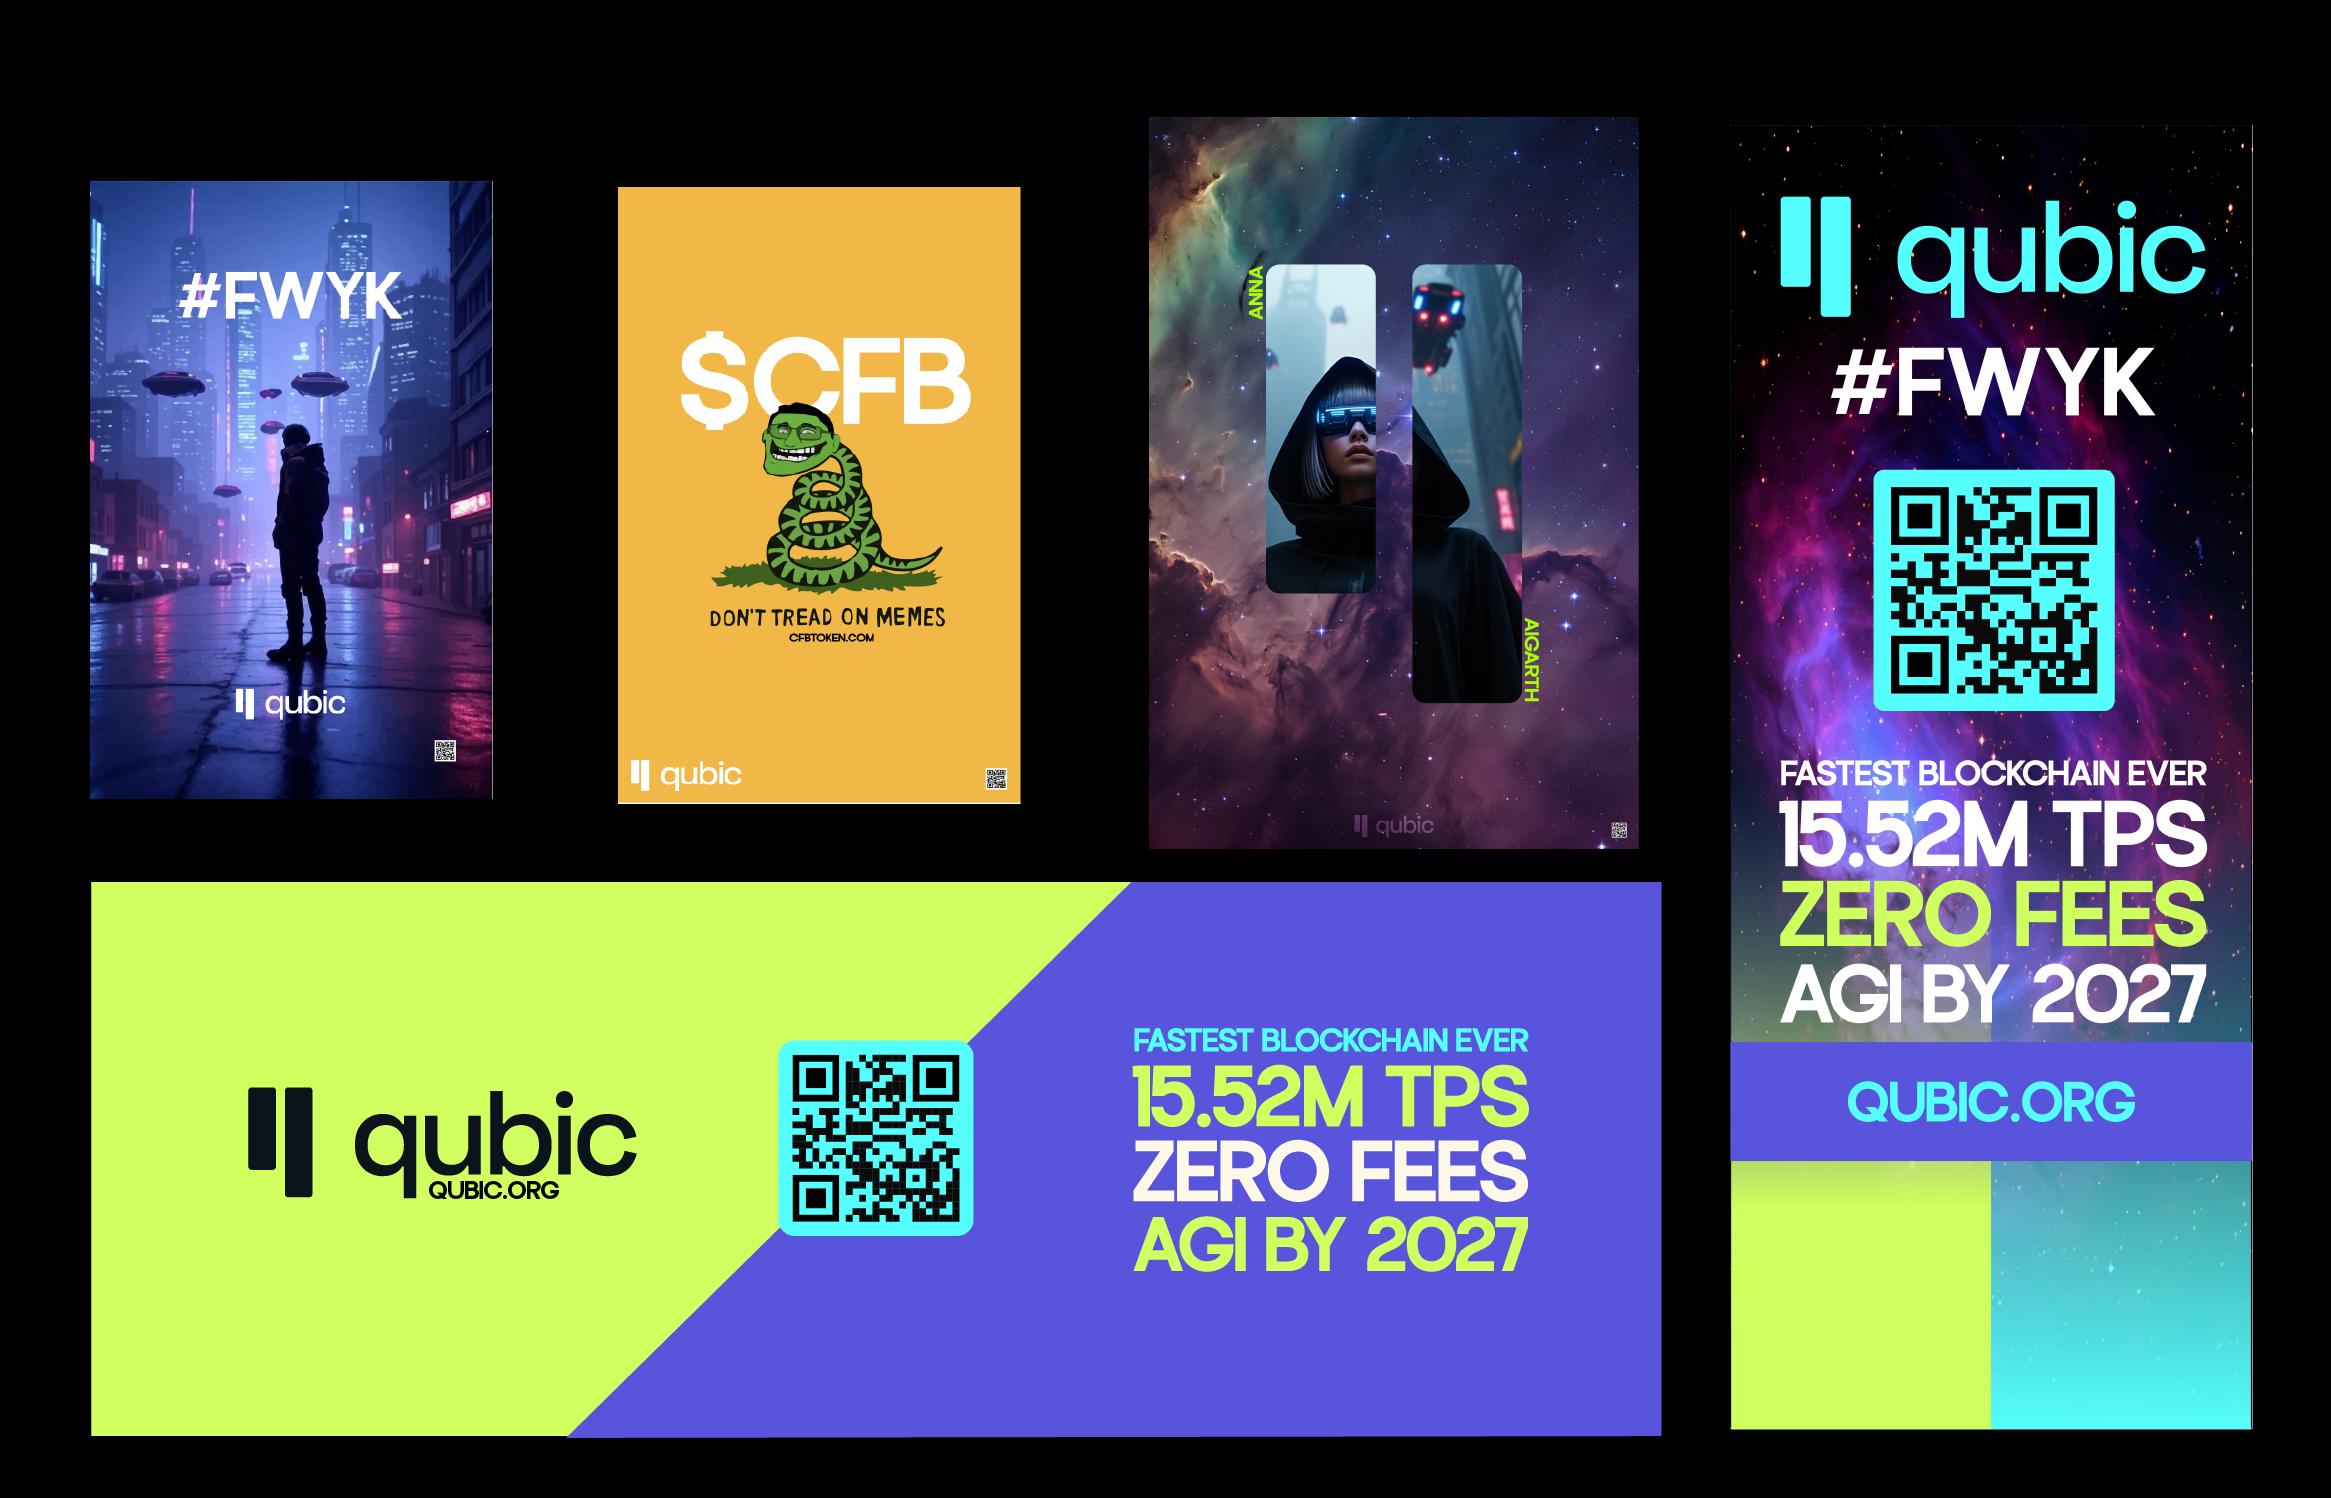 #FWYK
qubic
$CFB
DON'T TREAD ON MEMES
CFBTOKEN.COM
qubic
ANNA
AIGARTH
qubic
qubic
#FWYK
FASTEST BLOCKCHAIN EVER
15.52M TPS
ZERO FEES
AGI BY 2027
QUBIC.ORG
qubic
QUBIC.ORG
FASTEST BLOCKCHAIN EVER
15.52M TPS
ZERO FEES
AGI BY 2027